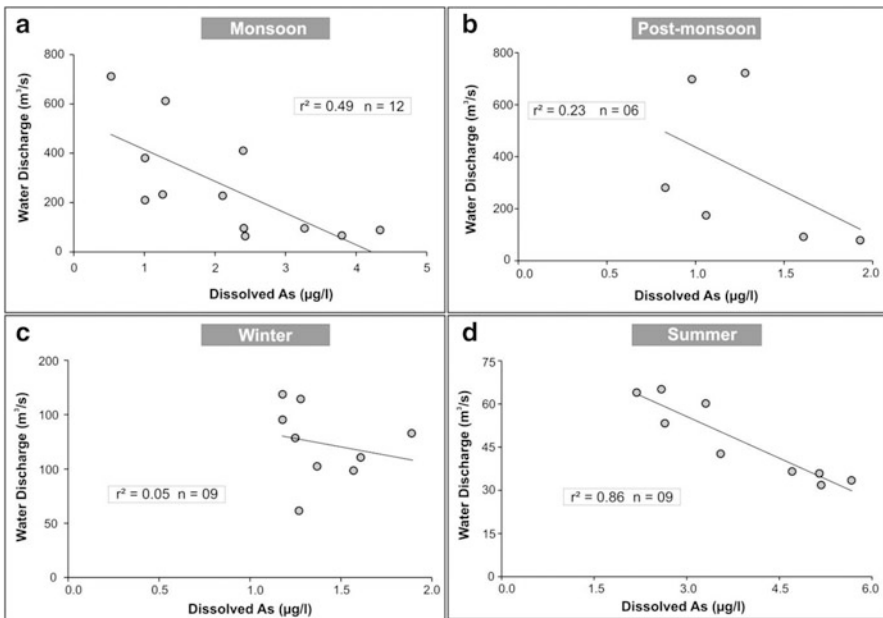 a
Monsoon
Water Discharge (m³/s)
800
600
400
200
0
r² = 0.49 n = 12
0 1 2 3 4 5
Dissolved As (µg/l)
b
Post-monsoon
Water Discharge (m³/s)
800
600
400
200
0
r² = 0.23 n = 06
0.0 0.5 1.0 1.5 2.0
Dissolved As (µg/l)
c
Winter
Water Discharge (m³/s)
200
100
100
50
0
r² = 0.05 n = 09
0.0 0.5 1.0 1.5 2.0
Dissolved As (µg/l)
d
Summer
Water Discharge (m³/s)
75
60
45
30
15
0
r² = 0.86 n = 09
0.0 1.5 3.0 4.5 6.0
Dissolved As (µg/l)